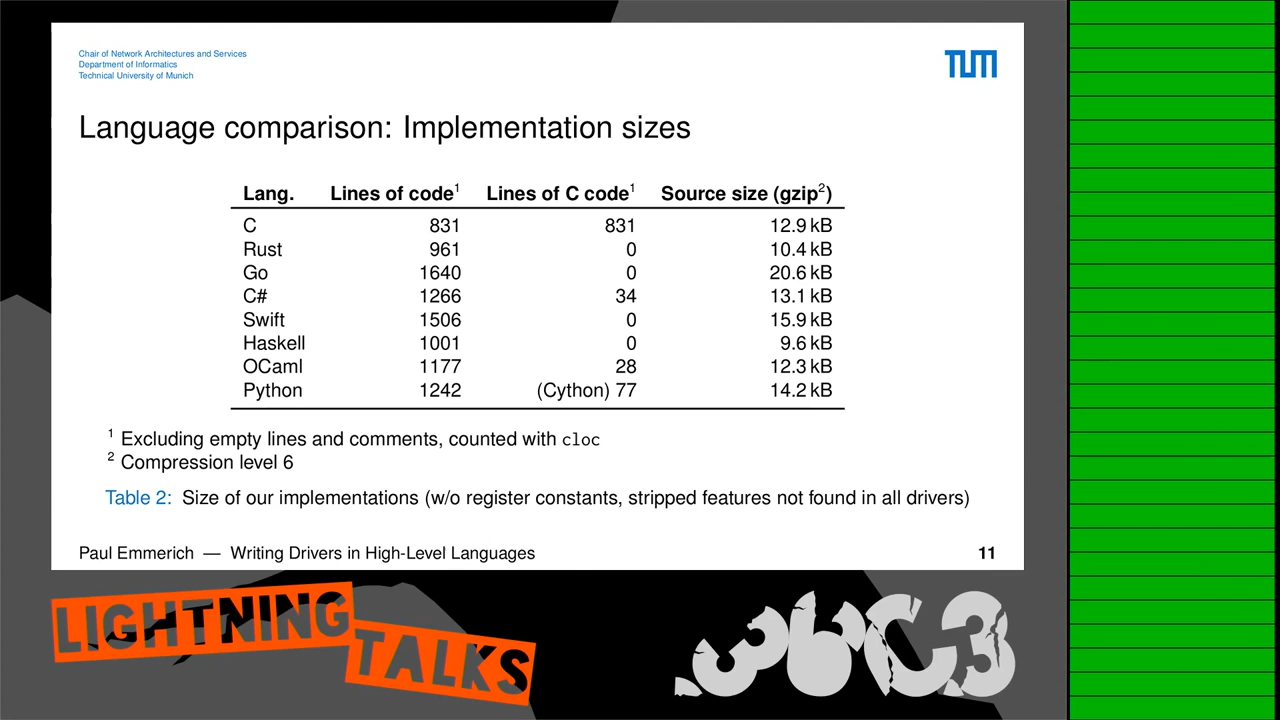 Chair of Network Architectures and Services
Department of Informatics
Technical University of Munich
TUM
Language comparison: Implementation sizes
Lang. Lines of code1 Lines of C code1 Source size (gzip2)
C 831 831 12.9 kB
Rust 961 0 10.4 kB
Go 1640 0 20.6 kB
C# 1266 34 13.1 kB
Swift 1506 0 15.9 kB
Haskell 1001 0 9.6 kB
OCaml 1177 28 12.3 kB
Python 1242 (Cython) 77 14.2 kB
1 Excluding empty lines and comments, counted with cloc
2 Compression level 6
Table 2: Size of our implementations (w/o register constants, stripped features not found in all drivers)
Paul Emmerich — Writing Drivers in High-Level Languages 11
LIGHTNING
TALKS
.36C3